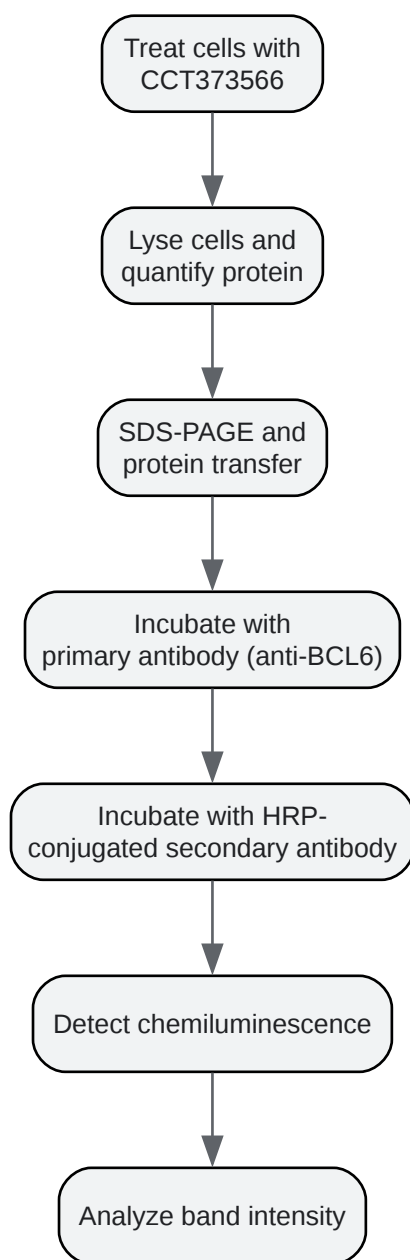 Treat cells with
CCT373566
Lyse cells and
quantify protein
SDS-PAGE and
protein transfer
Incubate with
primary antibody (anti-BCL6)
Incubate with HRP-
conjugated secondary antibody
Detect chemiluminescence
Analyze band intensity